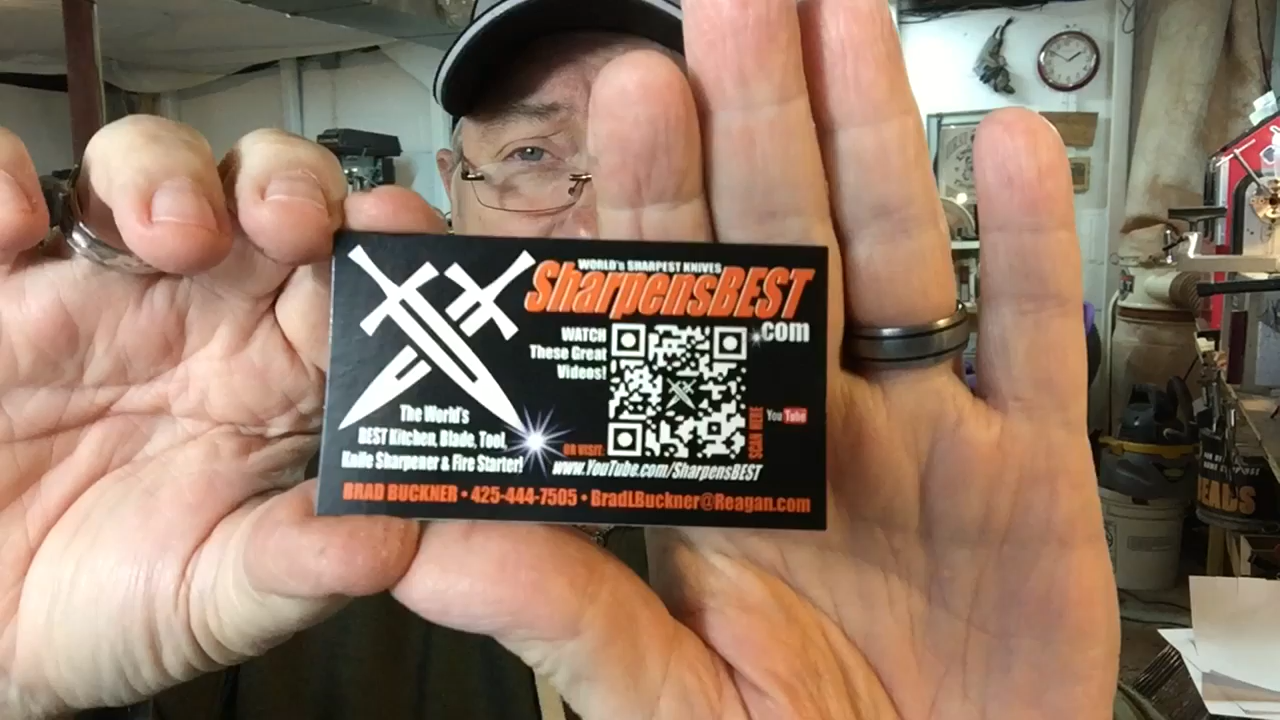 WORLD's SHARPEST KNIVES
SharpensBEST
.com
WATCH
These Great
Videos!
The World's
BEST Kitchen, Blade, Tool,
Knife Sharpener & Fire Starter!
OR VISIT:
SCAN HERE
YouTube
www.YouTube.com/SharpensBEST
BRAD BUCKNER • 425-444-7505 • BradLBuckner@Reagan.com